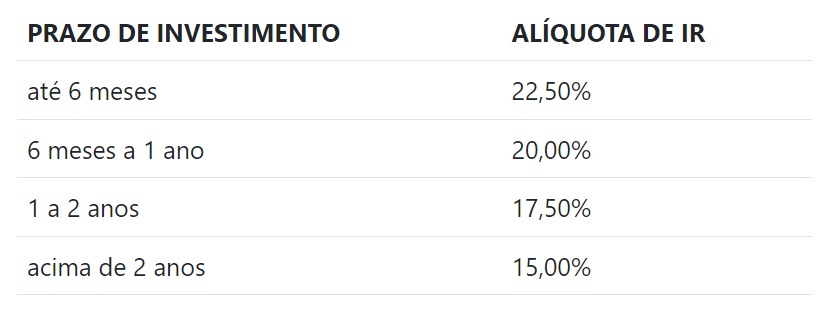 PRAZO DE INVESTIMENTO ALÍQUOTA DE IR
até 6 meses 22,50%
6 meses a 1 ano 20,00%
1 a 2 anos 17,50%
acima de 2 anos 15,00%